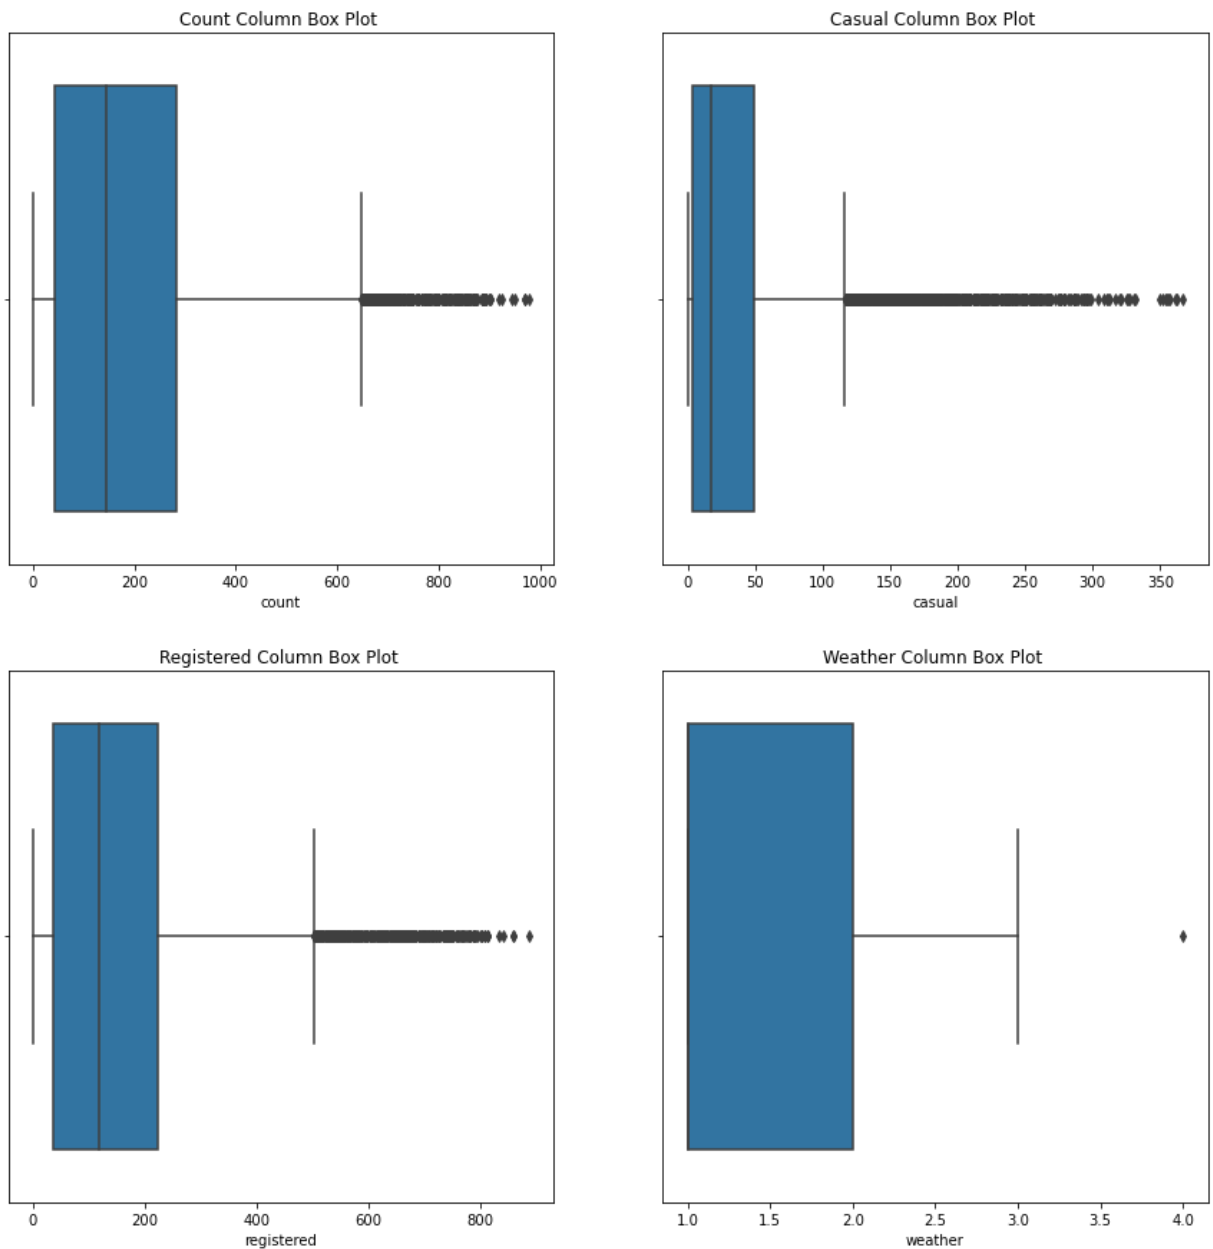 Count Column Box Plot
0 200 400 600 800 1000
count
Casual Column Box Plot
0 50 100 150 200 250 300 350
casual
Registered Column Box Plot
0 200 400 600 800
registered
Weather Column Box Plot
1.0 1.5 2.0 2.5 3.0 3.5 4.0
weather